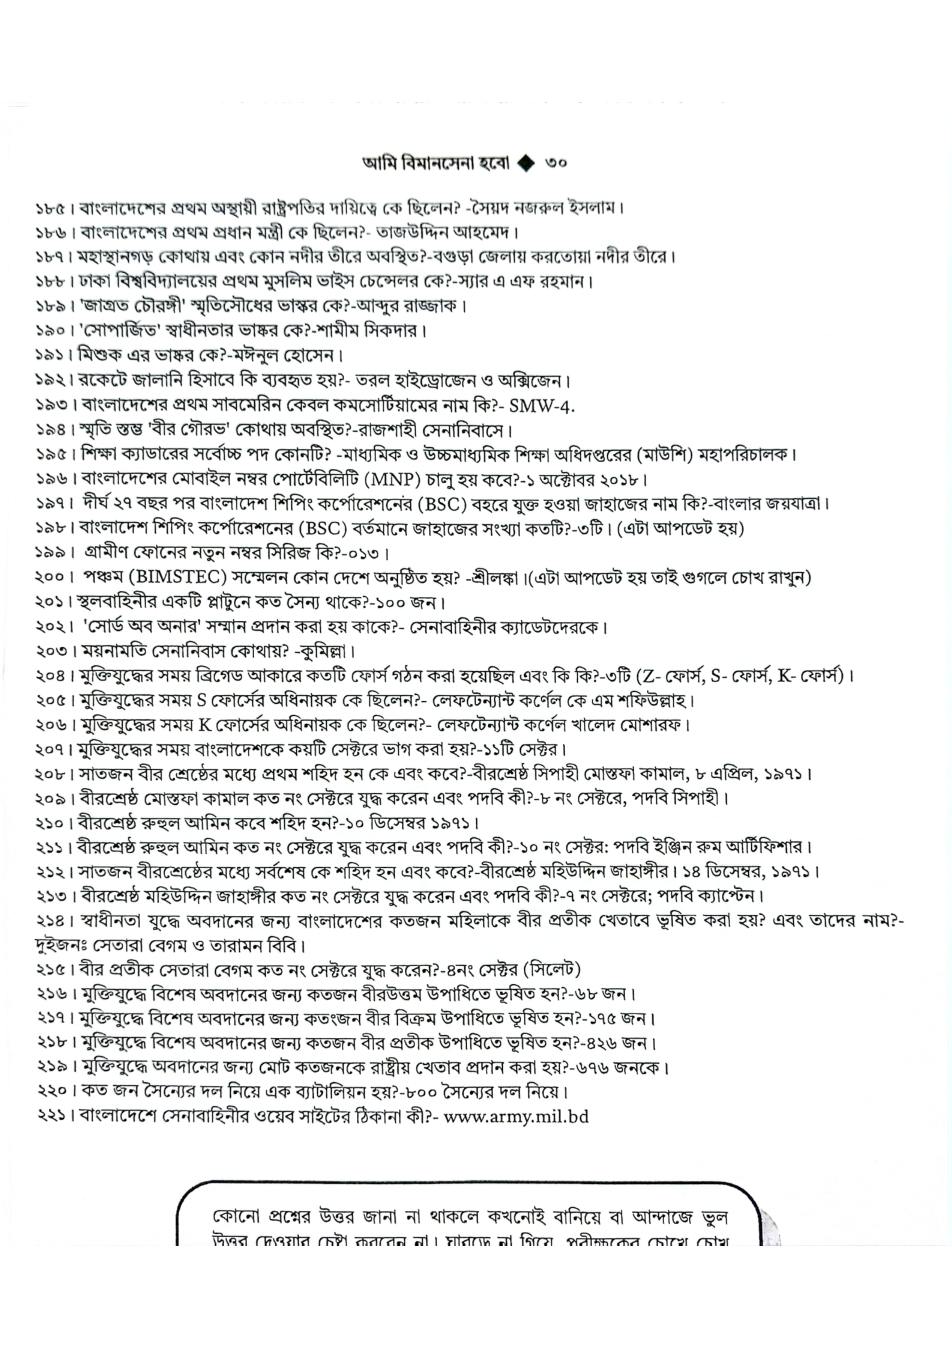 আমি বিমানসেনা হবো ◆ ৩০
১৮৫। বাংলাদেশের প্রথম অস্থায়ী রাষ্ট্রপতির দায়িত্বে কে ছিলেন? -সৈয়দ নজরুল ইসলাম।
১৮৬। বাংলাদেশের প্রথম প্রধান মন্ত্রী কে ছিলেন?- তাজউদ্দিন আহমেদ।
১৮৭। মহাস্থানগড় কোথায় এবং কোন নদীর তীরে অবস্থিত?-বগুড়া জেলায় করতোয়া নদীর তীরে।
১৮৮। ঢাকা বিশ্ববিদ্যালয়ের প্রথম মুসলিম ভাইস চেন্সেলর কে?-স্যার এ এফ রহমান।
১৮৯। 'জাগ্রত চৌরঙ্গী' স্মৃতিসৌধের ভাস্কর কে?-আব্দুর রাজ্জাক।
১৯০। 'সোপার্জিত' স্বাধীনতার ভাষ্কর কে?-শামীম সিকদার।
১৯১। মিশুক এর ভাষ্কর কে?-মঈনুল হোসেন।
১৯২। রকেটে জালানি হিসাবে কি ব্যবহৃত হয়?- তরল হাইড্রোজেন ও অক্সিজেন।
১৯৩। বাংলাদেশের প্রথম সাবমেরিন কেবল কমসোর্টিয়ামের নাম কি?- SMW-4.
১৯৪। স্মৃতি স্তম্ভ 'বীর গৌরভ' কোথায় অবস্থিত?-রাজশাহী সেনানিবাসে।
১৯৫। শিক্ষা ক্যাডারের সর্বোচ্চ পদ কোনটি? -মাধ্যমিক ও উচ্চমাধ্যমিক শিক্ষা অধিদপ্তরের (মাউশি) মহাপরিচালক।
১৯৬। বাংলাদেশের মোবাইল নম্বর পোর্টেবিলিটি (MNP) চালু হয় কবে?-১ অক্টোবর ২০১৮।
১৯৭। দীর্ঘ ২৭ বছর পর বাংলাদেশ শিপিং কর্পোরেশনের (BSC) বহরে যুক্ত হওয়া জাহাজের নাম কি?-বাংলার জয়যাত্রা।
১৯৮। বাংলাদেশ শিপিং কর্পোরেশনের (BSC) বর্তমানে জাহাজের সংখ্যা কতটি?-৩টি। (এটা আপডেট হয়)
১৯৯। গ্রামীণ ফোনের নতুন নম্বর সিরিজ কি?-০১৩।
২০০। পঞ্চম (BIMSTEC) সম্মেলন কোন দেশে অনুষ্ঠিত হয়? -শ্রীলঙ্কা।(এটা আপডেট হয় তাই গুগলে চোখ রাখুন)
২০১। স্থলবাহিনীর একটি প্লাটুনে কত সৈন্য থাকে?-১০০ জন।
২০২। 'সোর্ড অব অনার' সম্মান প্রদান করা হয় কাকে?- সেনাবাহিনীর ক্যাডেটদেরকে।
২০৩। ময়নামতি সেনানিবাস কোথায়? -কুমিল্লা।
২০৪। মুক্তিযুদ্ধের সময় ব্রিগেড আকারে কতটি ফোর্স গঠন করা হয়েছিল এবং কি কি?-৩টি (Z- ফোর্স, S- ফোর্স, K- ফোর্স)।
২০৫। মুক্তিযুদ্ধের সময় S ফোর্সের অধিনায়ক কে ছিলেন?- লেফটেন্যান্ট কর্ণেল কে এম শফিউল্লাহ।
২০৬। মুক্তিযুদ্ধের সময় K ফোর্সের অধিনায়ক কে ছিলেন?- লেফটেন্যান্ট কর্ণেল খালেদ মোশারফ।
২০৭। মুক্তিযুদ্ধের সময় বাংলাদেশকে কয়টি সেক্টরে ভাগ করা হয়?-১১টি সেক্টর।
২০৮। সাতজন বীর শ্রেষ্ঠের মধ্যে প্রথম শহিদ হন কে এবং কবে?-বীরশ্রেষ্ঠ সিপাহী মোস্তফা কামাল, ৮ এপ্রিল, ১৯৭১।
২০৯। বীরশ্রেষ্ঠ মোস্তফা কামাল কত নং সেক্টরে যুদ্ধ করেন এবং পদবি কী?-৮ নং সেক্টরে, পদবি সিপাহী।
২১০। বীরশ্রেষ্ঠ রুহুল আমিন কবে শহিদ হন?-১০ ডিসেম্বর ১৯৭১।
২১১। বীরশ্রেষ্ঠ রুহুল আমিন কত নং সেক্টরে যুদ্ধ করেন এবং পদবি কী?-১০ নং সেক্টর: পদবি ইঞ্জিন রুম আর্টিফিশার।
২১২। সাতজন বীরশ্রেষ্ঠের মধ্যে সর্বশেষ কে শহিদ হন এবং কবে?-বীরশ্রেষ্ঠ মহিউদ্দিন জাহাঙ্গীর। ১৪ ডিসেম্বর, ১৯৭১।
২১৩। বীরশ্রেষ্ঠ মহিউদ্দিন জাহাঙ্গীর কত নং সেক্টরে যুদ্ধ করেন এবং পদবি কী?-৭ নং সেক্টরে; পদবি ক্যাপ্টেন।
২১৪। স্বাধীনতা যুদ্ধে অবদানের জন্য বাংলাদেশের কতজন মহিলাকে বীর প্রতীক খেতাবে ভূষিত করা হয়? এবং তাদের নাম?-
দুইজনঃ সেতারা বেগম ও তারামন বিবি।
২১৫। বীর প্রতীক সেতারা বেগম কত নং সেক্টরে যুদ্ধ করেন?-৪নং সেক্টর (সিলেট)
২১৬। মুক্তিযুদ্ধে বিশেষ অবদানের জন্য কতজন বীরউত্তম উপাধিতে ভূষিত হন?-৬৮ জন।
২১৭। মুক্তিযুদ্ধে বিশেষ অবদানের জন্য কতংজন বীর বিক্রম উপাধিতে ভূষিত হন?-১৭৫ জন।
২১৮। মুক্তিযুদ্ধে বিশেষ অবদানের জন্য কতজন বীর প্রতীক উপাধিতে ভূষিত হন?-৪২৬ জন।
২১৯। মুক্তিযুদ্ধে অবদানের জন্য মোট কতজনকে রাষ্ট্রীয় খেতাব প্রদান করা হয়?-৬৭৬ জনকে।
২২০। কত জন সৈন্যের দল নিয়ে এক ব্যাটালিয়ন হয়?-৮০০ সৈন্যের দল নিয়ে।
২২১। বাংলাদেশে সেনাবাহিনীর ওয়েব সাইটের ঠিকানা কী?- www.army.mil.bd
কোনো প্রশ্নের উত্তর জানা না থাকলে কখনোই বানিয়ে বা আন্দাজে ভুল
উত্তর দেওয়ার চেষ্টা করবেন না। ঘাবড়ে না গিয়ে, পরীক্ষকের চোখে চোখ